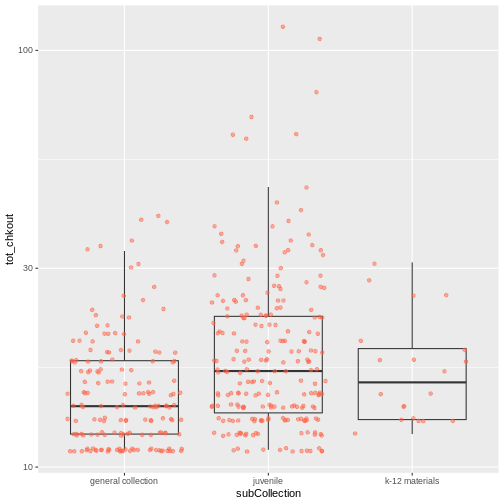 100
30
10
tot_chkout
general collection
juvenile
k-12 materials
subCollection